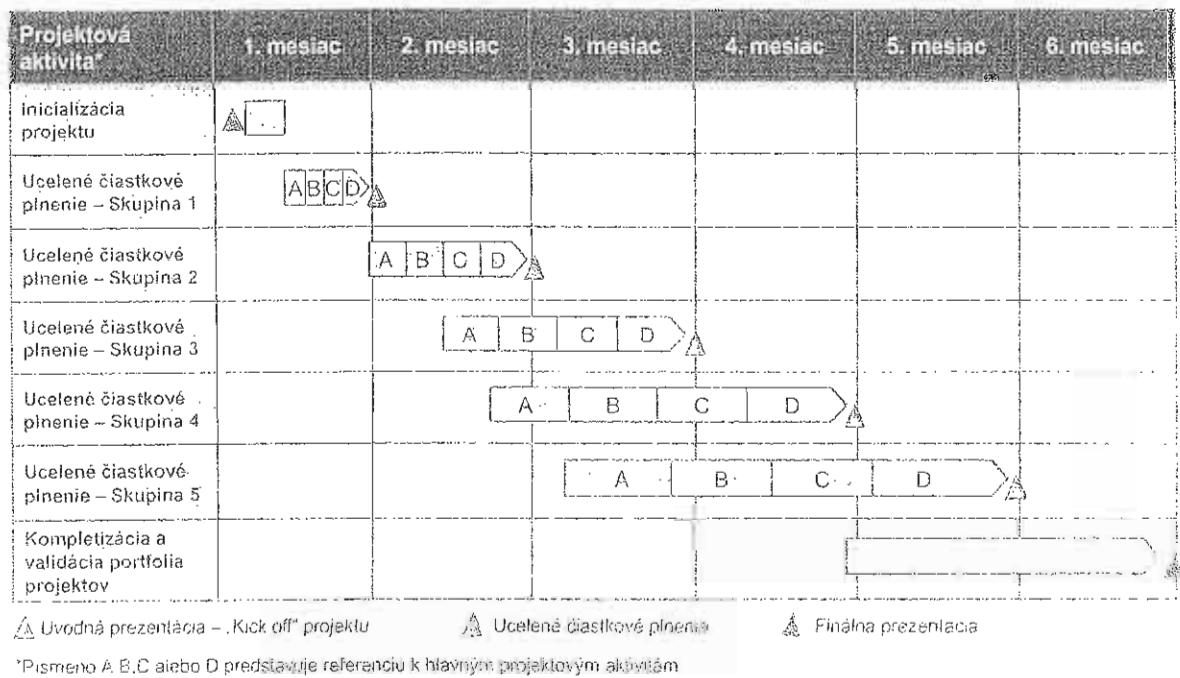 Projektová
aktivita* 1. mesiac 2. mesiac 3. mesiac 4. mesiac 5. mesiac 6. mesiac
inicializácia
projektu
Ucelené čiastkové
plnenie – Skupina 1
A B C D
Ucelené čiastkové
plnenie – Skupina 2
A B C D
Ucelené čiastkové
plnenie – Skupina 3
A B C D
Ucelené čiastkové
plnenie – Skupina 4
A B C D
Ucelené čiastkové
plnenie – Skupina 5
A B C D
Kompletizácia a
validácia portfolia
projektov
Úvodná prezentácia – „Kick off" projektu Ucelené čiastkové plnenia Finálna prezentácia
*Písmeno A B,C alebo D predstavuje referenciu k hlavným projektovým aktivitám